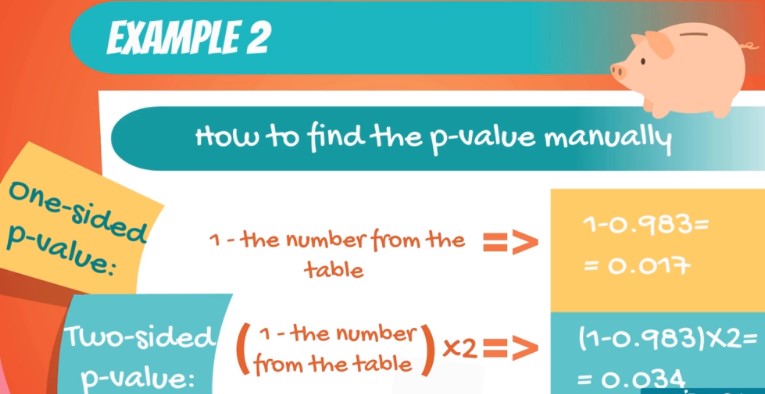 EXAMPLE 2
How to find the p-value manually
One-sided
p-value:
1 - the number from the
table
=>
1-0.983=
= 0.017
Two-sided
p-value:
(1 - the number
from the table) x2 =>
(1-0.983)x2=
= 0.034